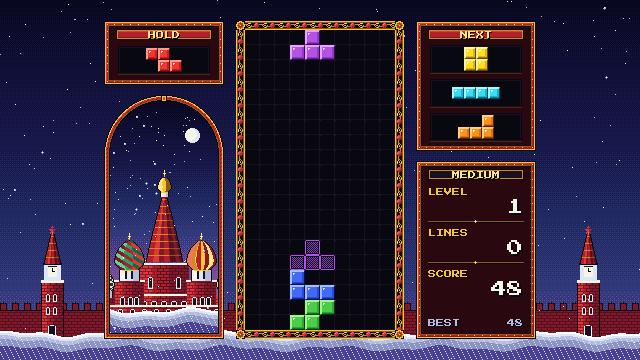 HOLD
NEXT
MEDIUM
LEVEL
1
LINES
0
SCORE
48
BEST 48